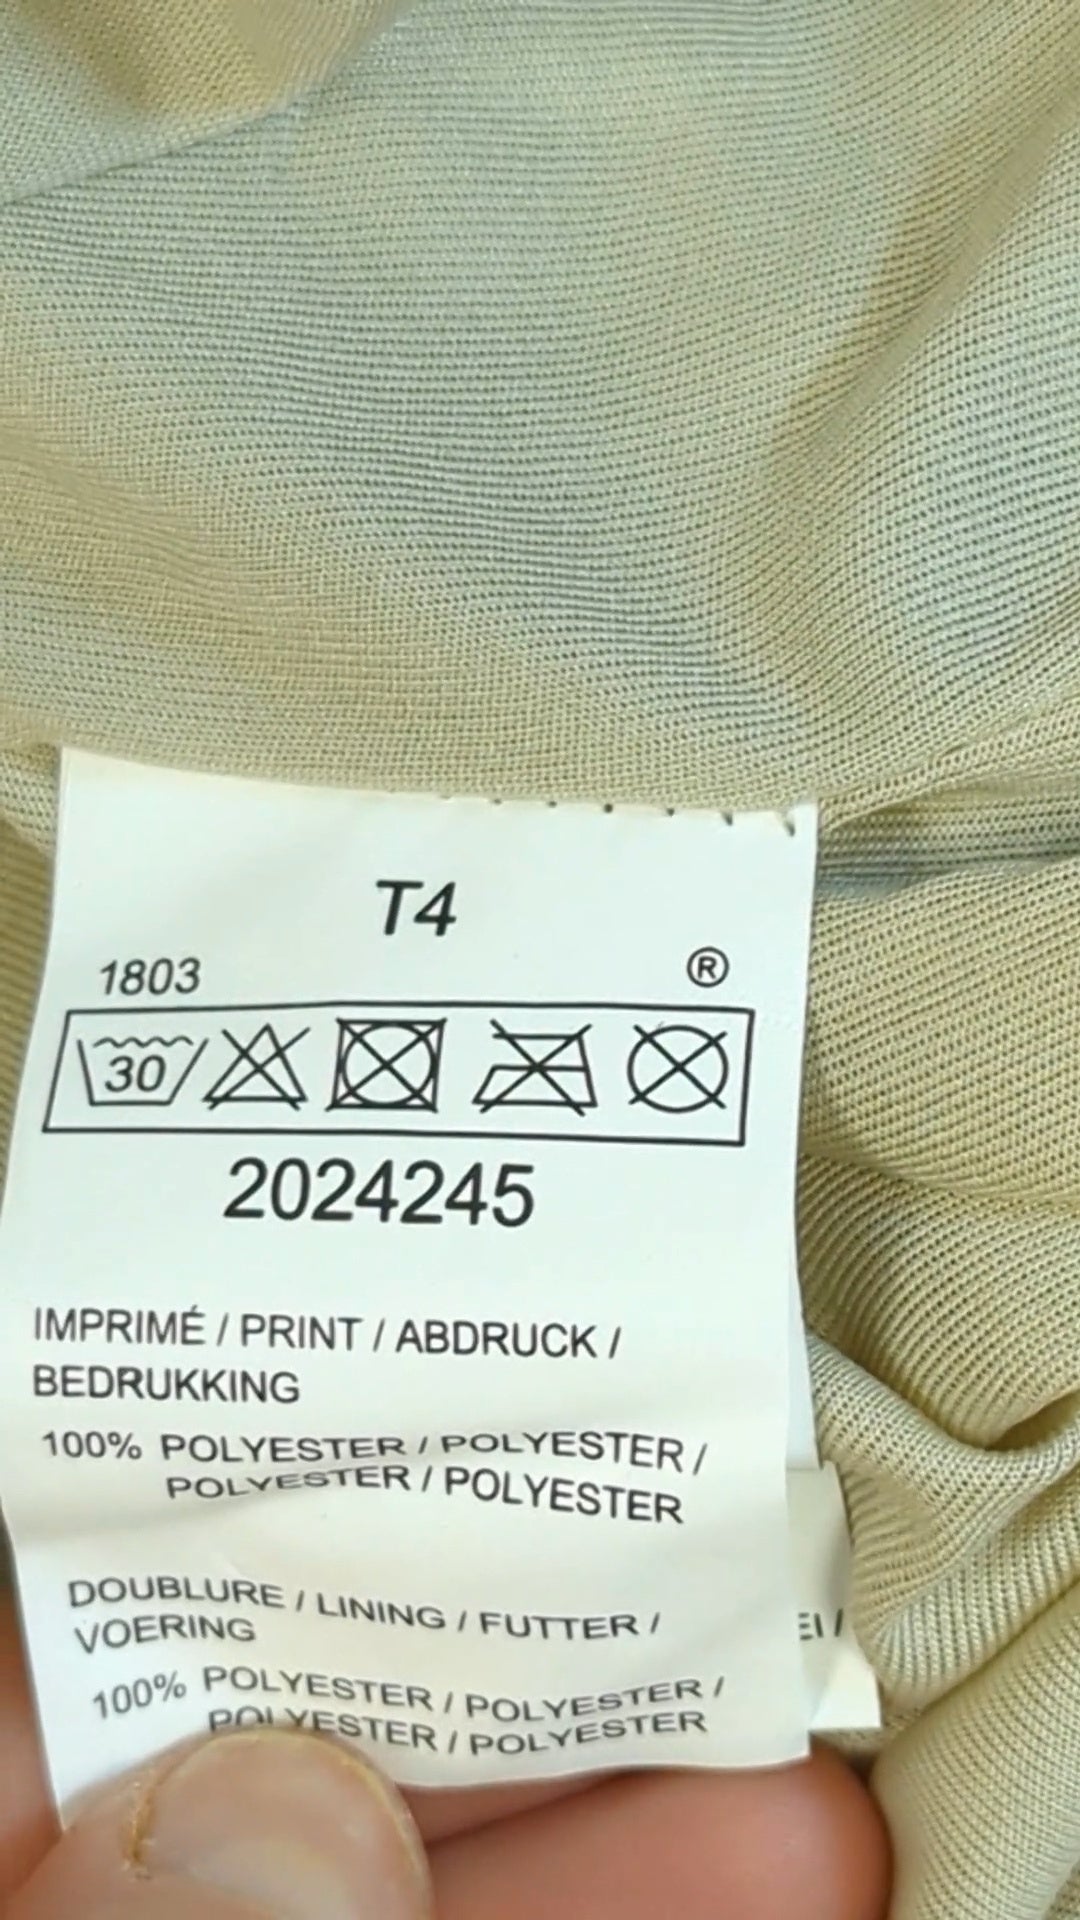 T4
1803 ®
30
2024245
IMPRIMÉ / PRINT / ABDRUCK /
BEDRUKKING
100% POLYESTER / POLYESTER /
POLYESTER / POLYESTER
DOUBLURE / LINING / FUTTER /
VOERING
100% POLYESTER / POLYESTER /
POLYESTER / POLYESTER